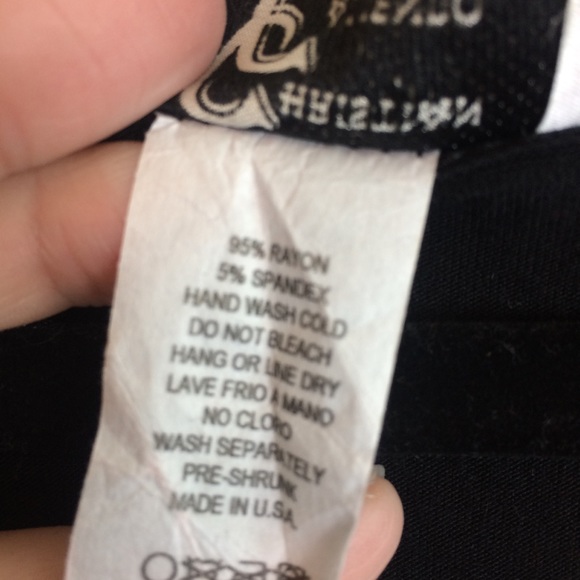 95% RAYON
5% SPANDEX
HAND WASH COLD
DO NOT BLEACH
HANG OR LINE DRY
LAVE FRIO A MANO
NO CLORO
WASH SEPARATELY
PRE-SHRUNK
MADE IN U.S.A.